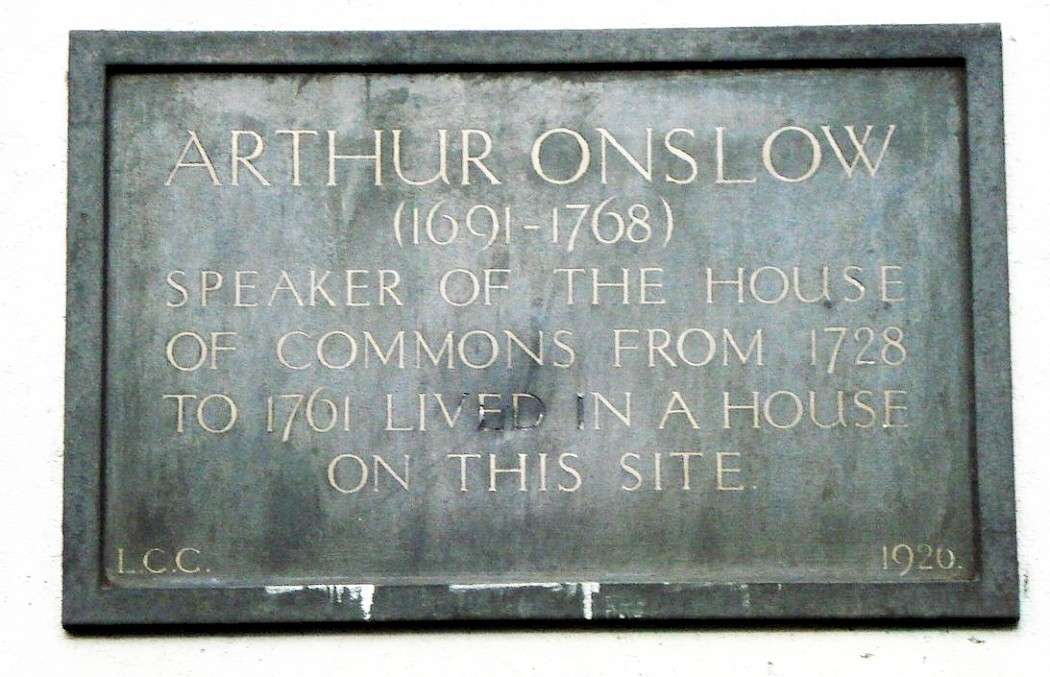 ARTHUR ONSLOW
(1691-1768)
SPEAKER OF THE HOUSE
OF COMMONS FROM 1728
TO 1761 LIVED IN A HOUSE
ON THIS SITE.
L.C.C.
1920.